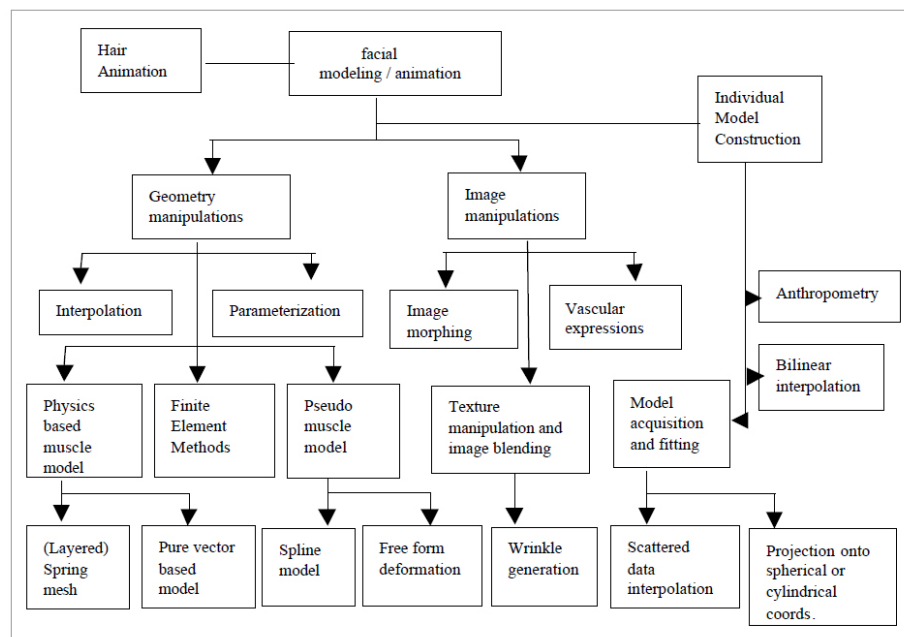 Hair
Animation
facial
modeling / animation
Individual
Model
Construction
Geometry
manipulations
Image
manipulations
Interpolation
Parameterization
Image
morphing
Vascular
expressions
Anthropometry
Bilinear
interpolation
Physics
based
muscle
model
Finite
Element
Methods
Pseudo
muscle
model
Texture
manipulation and
image blending
Model
acquisition
and fitting
(Layered)
Spring
mesh
Pure vector
based model
Spline
model
Free form
deformation
Wrinkle
generation
Scattered
data
interpolation
Projection onto
spherical or
cylindrical
coords.